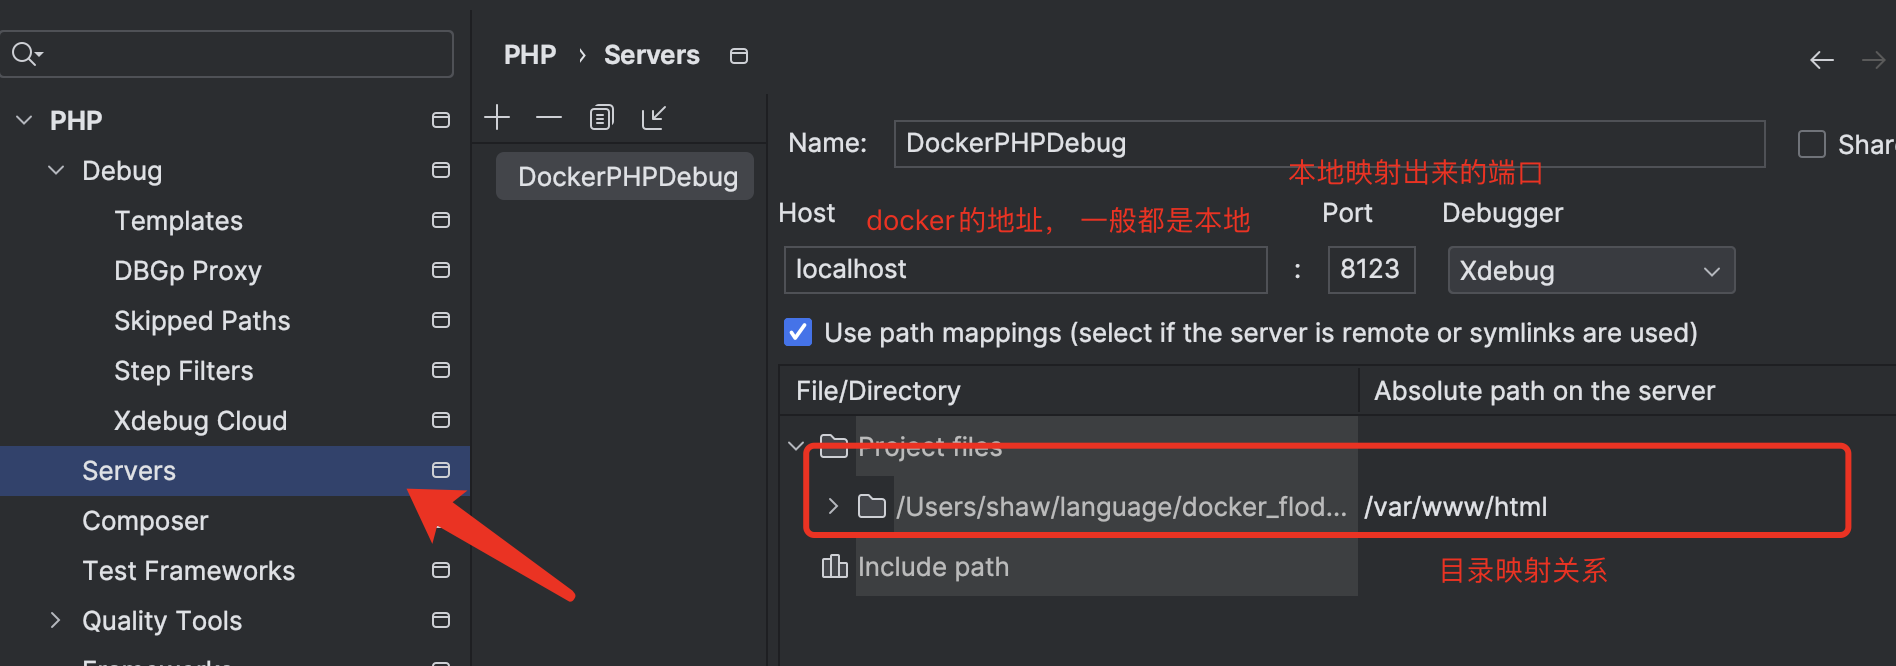 PHP › Servers
PHP
Debug
Templates
DBGp Proxy
Skipped Paths
Step Filters
Xdebug Cloud
Servers
Composer
Test Frameworks
Quality Tools
DockerPHPDebug
Name: DockerPHPDebug
本地映射出来的端口
Host docker的地址， 一般都是本地 Port Debugger
localhost : 8123 Xdebug
Use path mappings (select if the server is remote or symlinks are used)
File/Directory Absolute path on the server
Project files
/Users/shaw/language/docker_flod... /var/www/html
Include path
目录映射关系